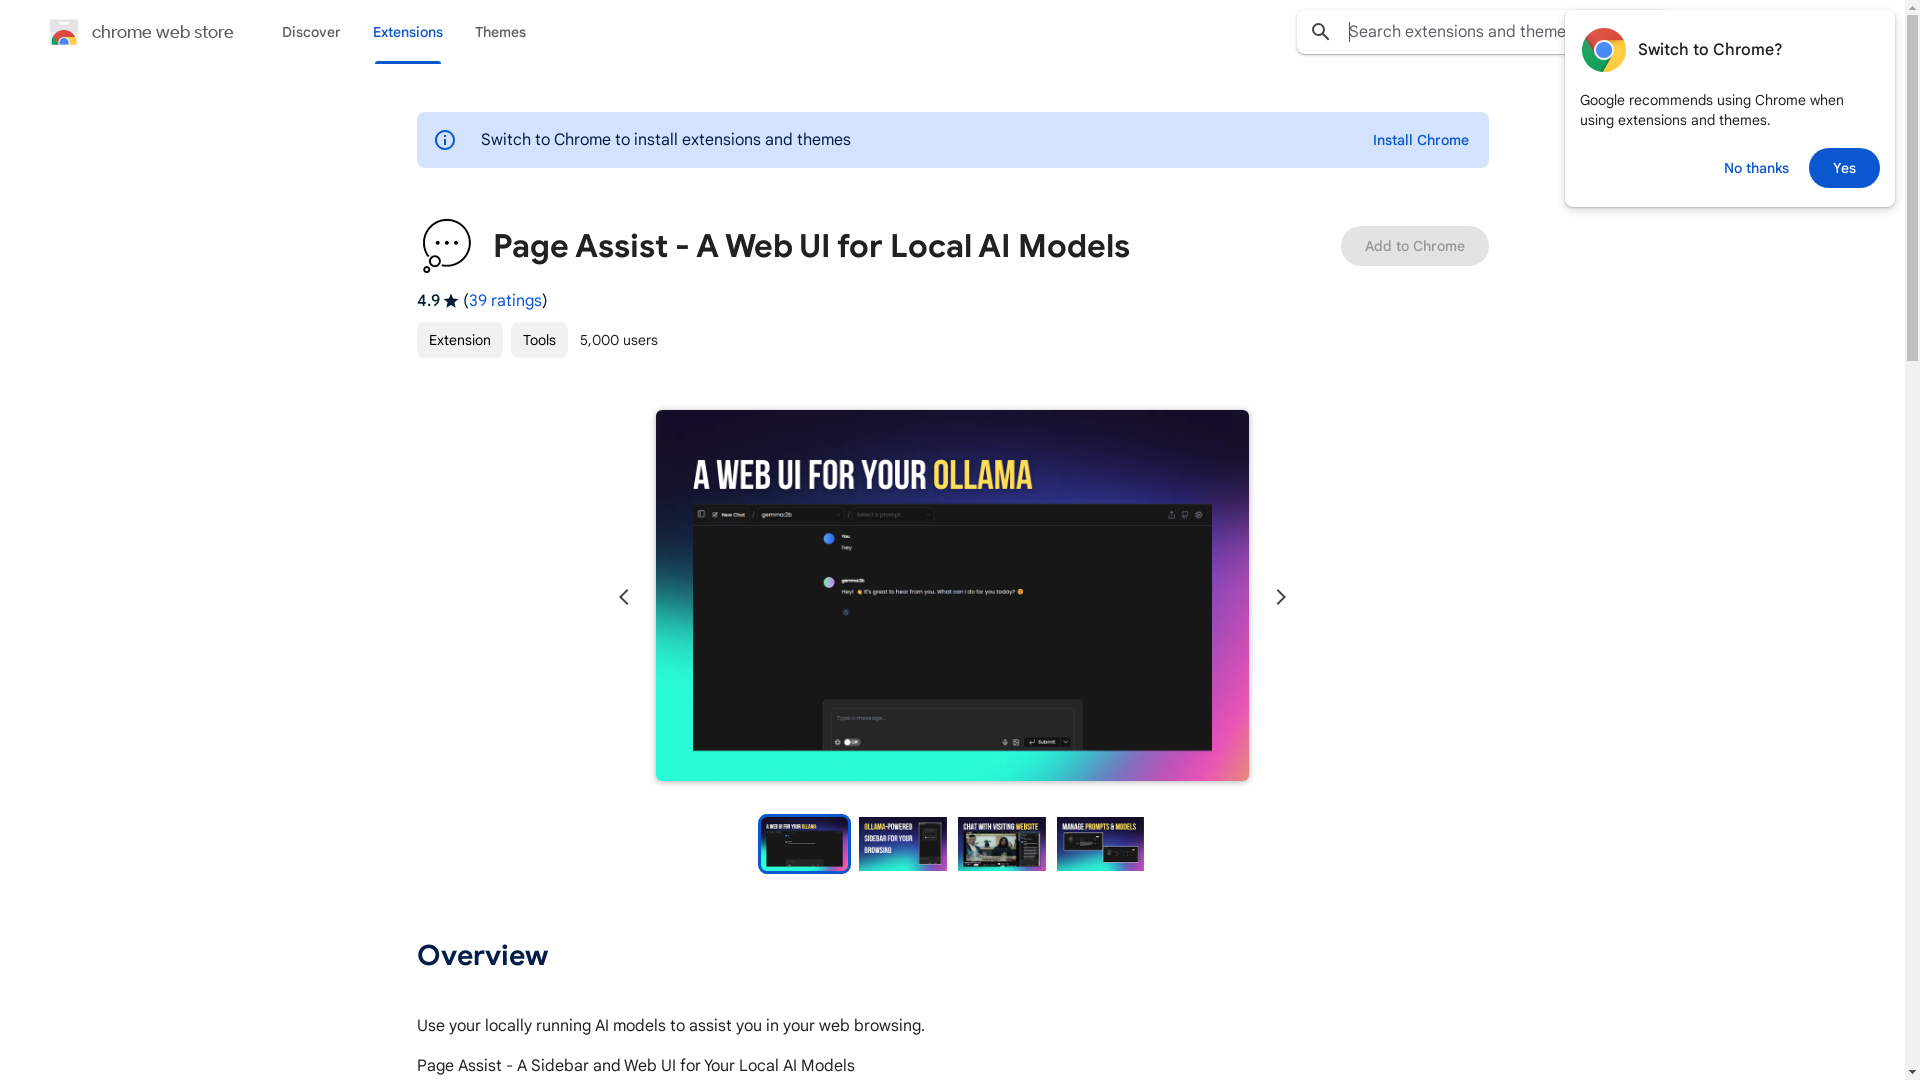 chrome web store
Discover
Extensions
Themes
Search extensions and theme
Switch to Chrome?
Google recommends using Chrome when
using extensions and themes.
No thanks
Yes
Switch to Chrome to install extensions and themes
Install Chrome
Page Assist - A Web UI for Local AI Models
Add to Chrome
4.9 ★ (39 ratings)
Extension
Tools
5,000 users
A WEB UI FOR YOUR OLLAMA
New Chat / gemma:2b / Select a prompt
You
hey
gemma:2b
Hey! 👋 It's great to hear from you. What can I do for you today? 😊
Type a message...
Off
Submit
A WEB UI FOR YOUR OLLAMA
OLLAMA-POWERED
SIDEBAR FOR YOUR
BROWSING
CHAT WITH VISITING WEBSITE
MANAGE PROMPTS & MODELS
Overview
Use your locally running AI models to assist you in your web browsing.
Page Assist - A Sidebar and Web UI for Your Local AI Models